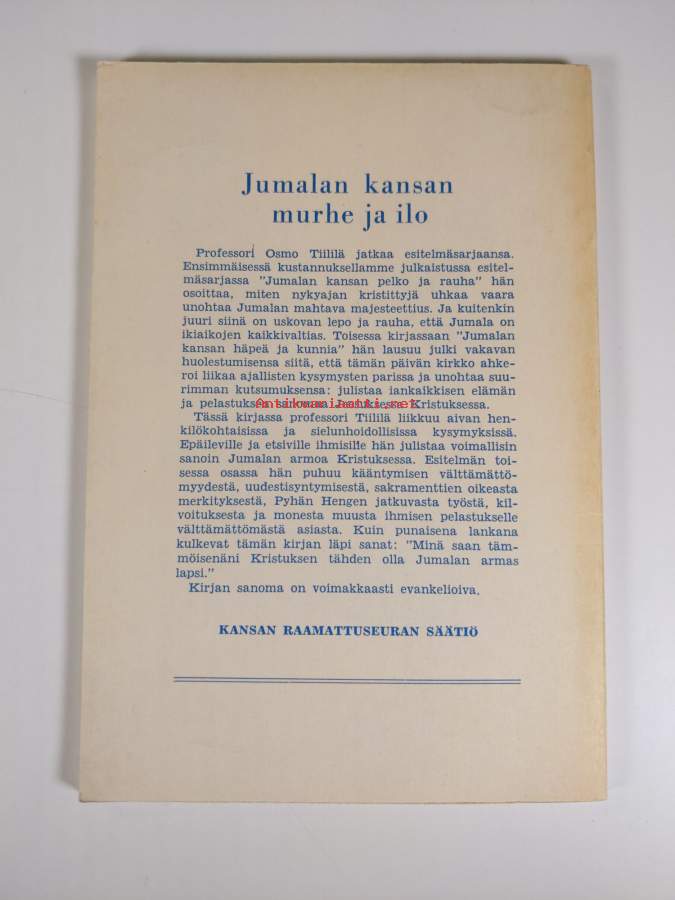 Jumalan kansan
murhe ja ilo
Professori Osmo Tiililä jatkaa esitelmäsarjaansa.
Ensimmäisessä kustannuksellamme julkaistussa esitel-
mäsarjassa ”Jumalan kansan pelko ja rauha” hän
osoittaa, miten nykyajan kristittyjä uhkaa vaara
unohtaa Jumalan mahtava majesteettius. Ja kuitenkin
juuri siinä on uskovan lepo ja rauha, että Jumala on
ikiaikojen kaikkivaltias. Toisessa kirjassaan ”Jumalan
kansan häpeä ja kunnia” hän lausuu julki vakavan
huolestumisensa siitä, että tämän päivän kirkko ahke-
roi liikaa ajallisten kysymysten parissa ja unohtaa suu-
rimman kutsumuksensa: julistaa iankaikkisen elämän
ja pelastuksen sanomaa Jeesuksessa Kristuksessa.
Antikvariaatti.net
Tässä kirjassa professori Tiililä liikkuu aivan hen-
kilökohtaisissa ja sielunhoidollisissa kysymyksissä.
Epäileville ja etsiville ihmisille hän julistaa voimallisin
sanoin Jumalan armoa Kristuksessa. Esitelmän toi-
sessa osassa hän puhuu kääntymisen välttämättö-
myydestä, uudestisyntymisestä, sakramenttien oikeasta
merkityksestä, Pyhän Hengen jatkuvasta työstä, kil-
voituksesta ja monesta muusta ihmisen pelastukselle
välttämättömästä asiasta. Kuin punaisena lankana
kulkevat tämän kirjan läpi sanat: ”Minä saan täm-
möisenäni Kristuksen tähden olla Jumalan armas
lapsi.”
Kirjan sanoma on voimakkaasti evankelioiva.
KANSAN RAAMATTUSEURAN SÄÄTIÖ